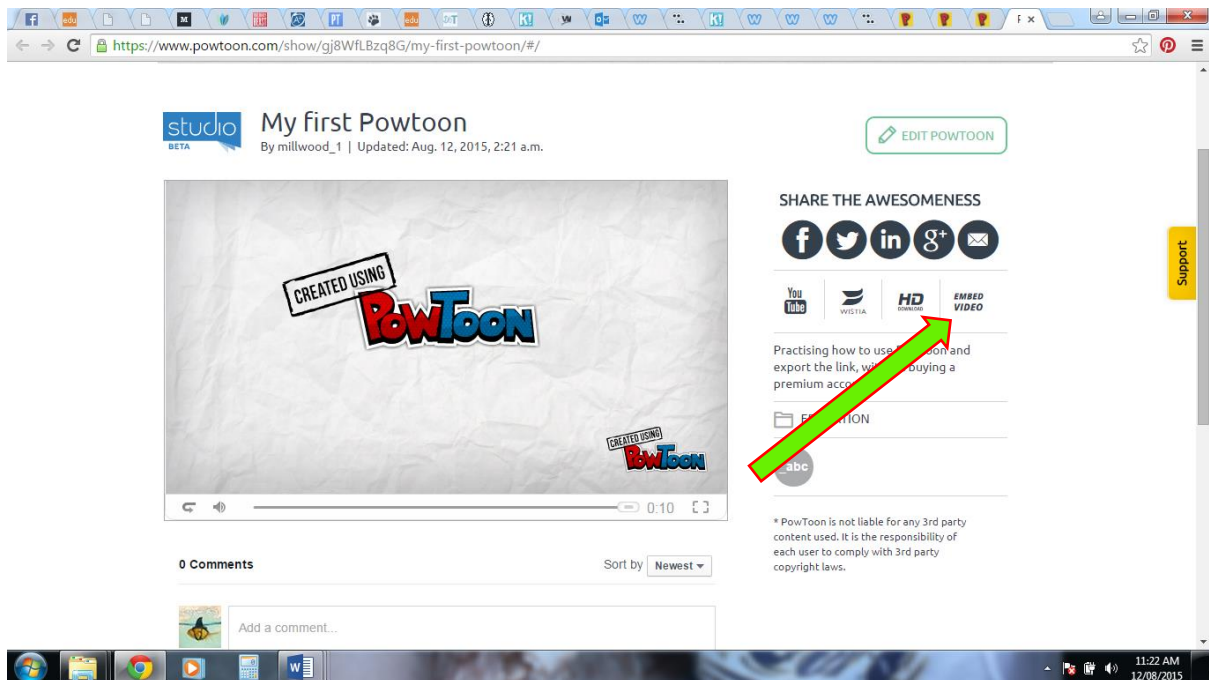 https://www.powtoon.com/show/gj8WfLBzq8G/my-first-powtoon/#/
studio
BETA
My first Powtoon
By millwood_1 | Updated: Aug. 12, 2015, 2:21 a.m.
EDIT POWTOON
SHARE THE AWESOMENESS
CREATED USING
POWTOON
You
Tube
WISTIA
HD
DOWNLOAD
EMBED
VIDEO
Support
Practising how to use
and
export the link,
buying a
premium
CREATED USING
POWTOON
_abc
0:10
* PowToon is not liable for any 3rd party
content used. It is the responsibility of
each user to comply with 3rd party
copyright laws.
0 Comments
Sort by Newest
Add a comment...
11:22 AM
12/08/2015